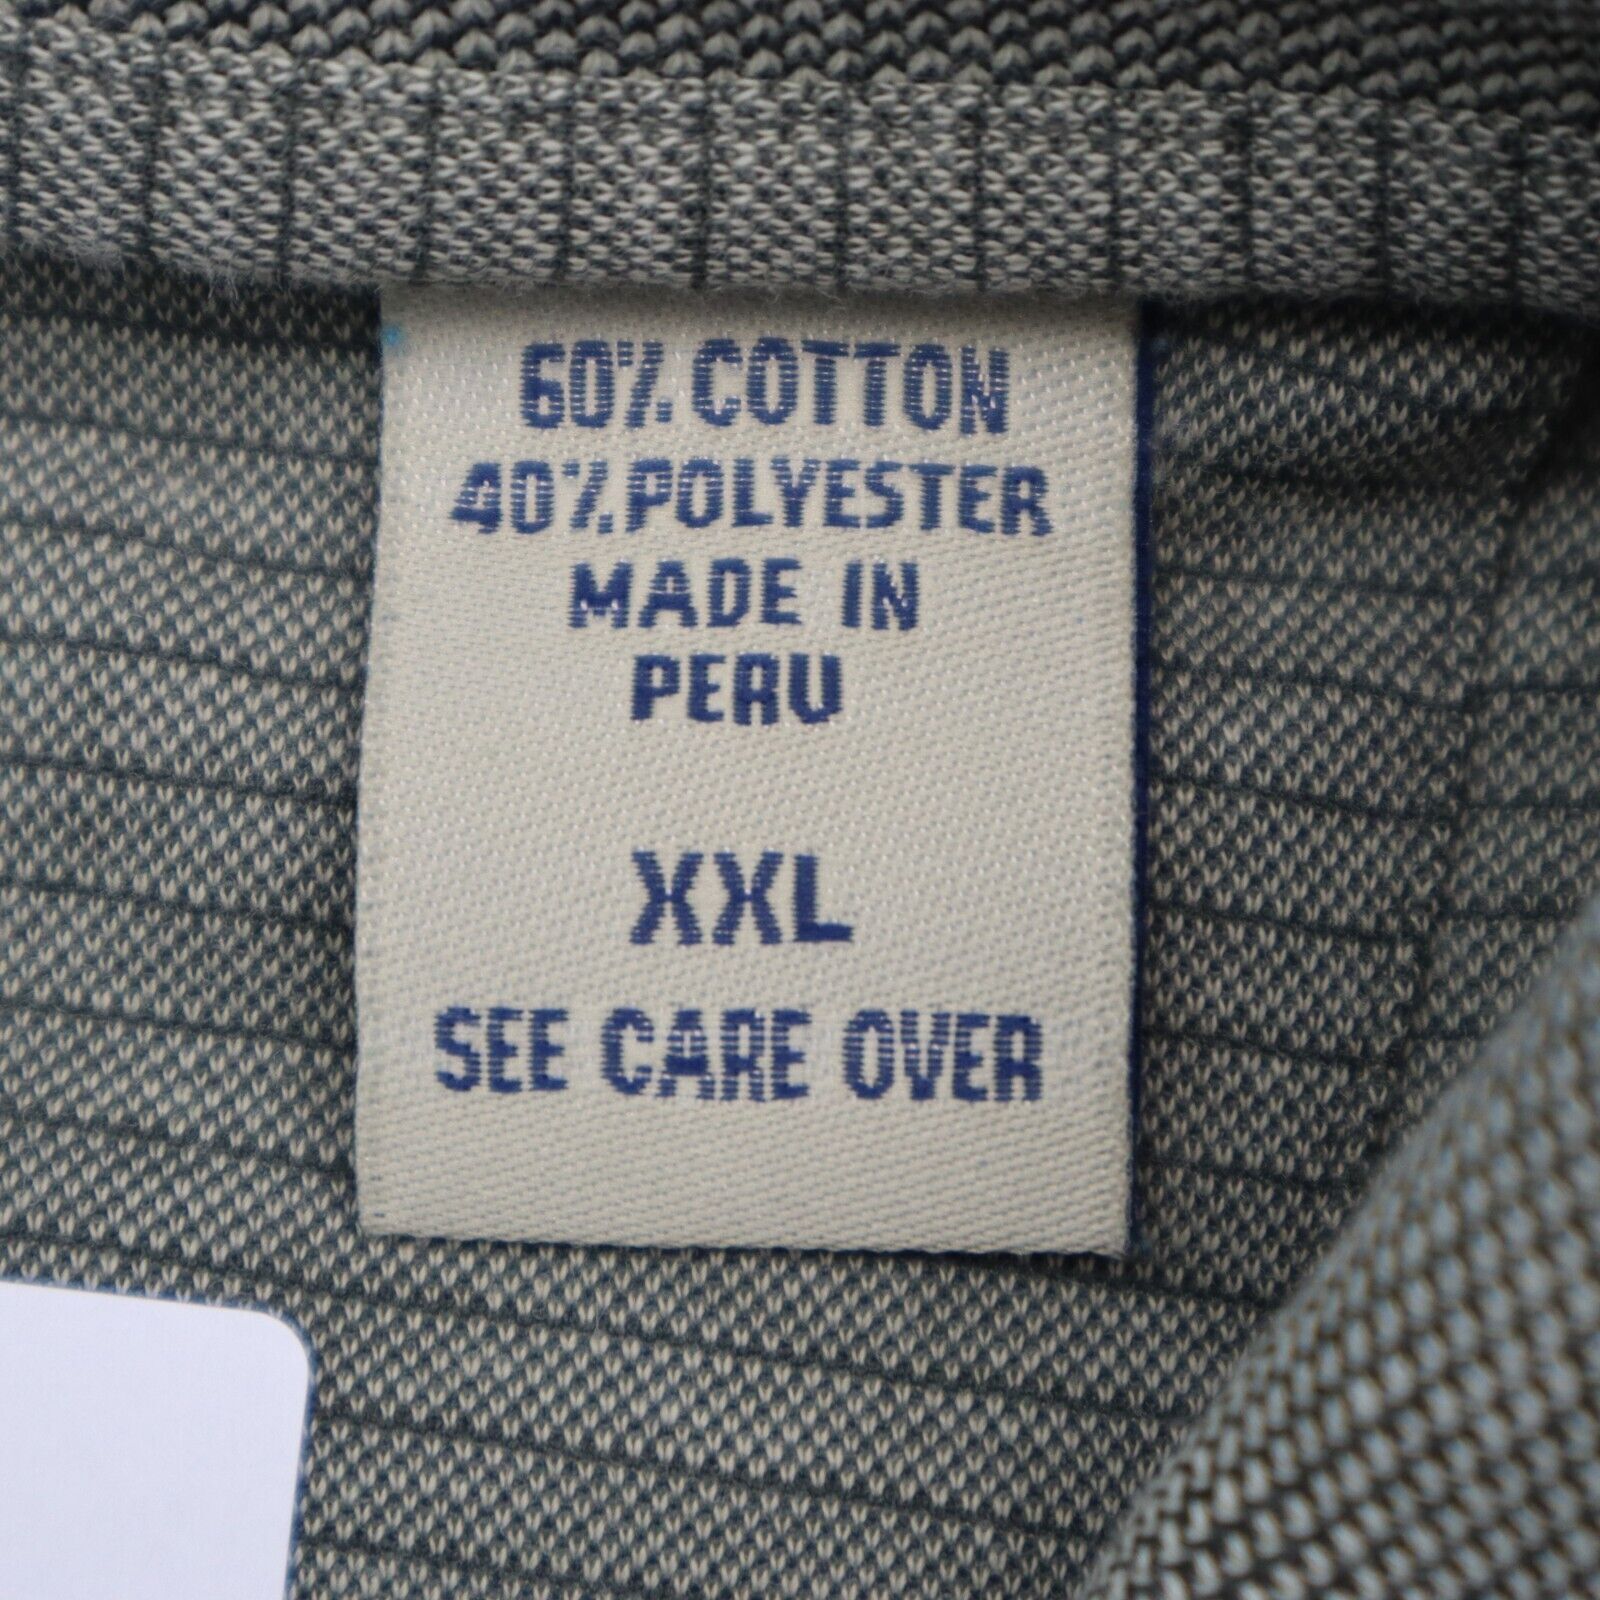 60% COTTON
40% POLYESTER
MADE IN
PERU
XXL
SEE CARE OVER